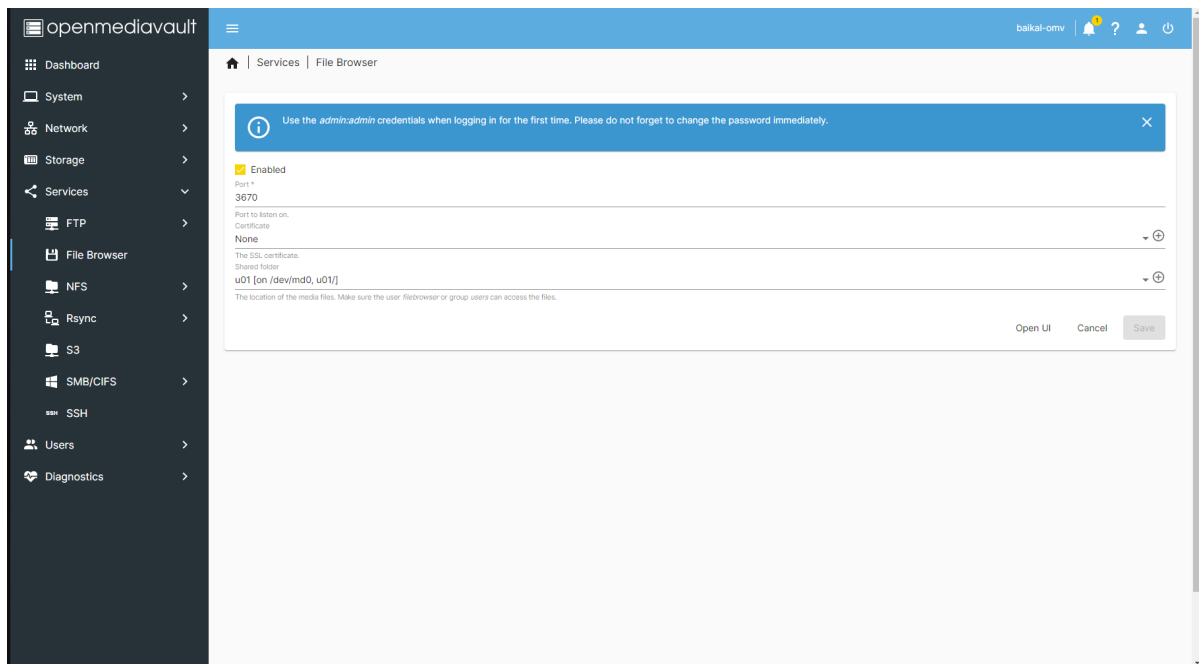 openmediavault
baikal-omv
1
?
Dashboard
System
Network
Storage
Services
FTP
File Browser
NFS
Rsync
S3
SMB/CIFS
SSH SSH
Users
Diagnostics
Services | File Browser
Use the admin:admin credentials when logging in for the first time. Please do not forget to change the password immediately.
Enabled
Port *
3670
Port to listen on.
Certificate
None
The SSL certificate.
Shared folder
u01 [on /dev/md0, u01/]
The location of the media files. Make sure the user filebrowser or group users can access the files.
Open UI Cancel Save